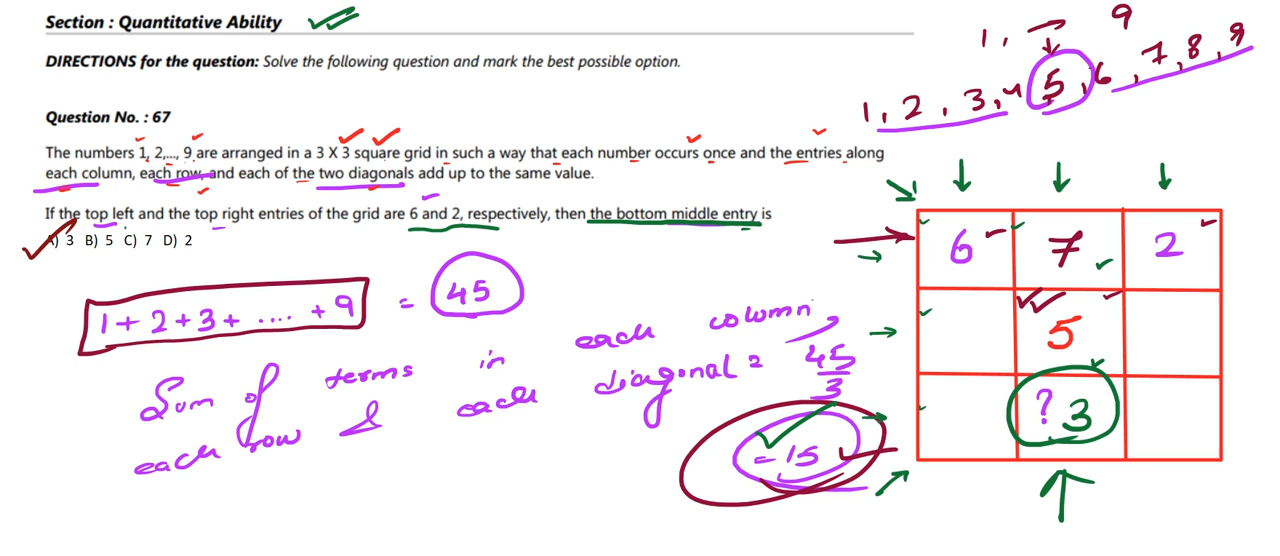 Section : Quantitative Ability
DIRECTIONS for the question: Solve the following question and mark the best possible option.
Question No. : 67
The numbers 1, 2,..., 9 are arranged in a 3 X 3 square grid in such a way that each number occurs once and the entries along
each column, each row, and each of the two diagonals add up to the same value.
If the top left and the top right entries of the grid are 6 and 2, respectively, then the bottom middle entry is
A) 3 B) 5 C) 7 D) 2
1, 9
1, 2, 3, 4 5, 6, 7, 8, 9
6 7 2
5
? 3
1 + 2 + 3 + .... + 9 = 45
Sum of terms in each column
each row & each diagonal = 45/3
= 15